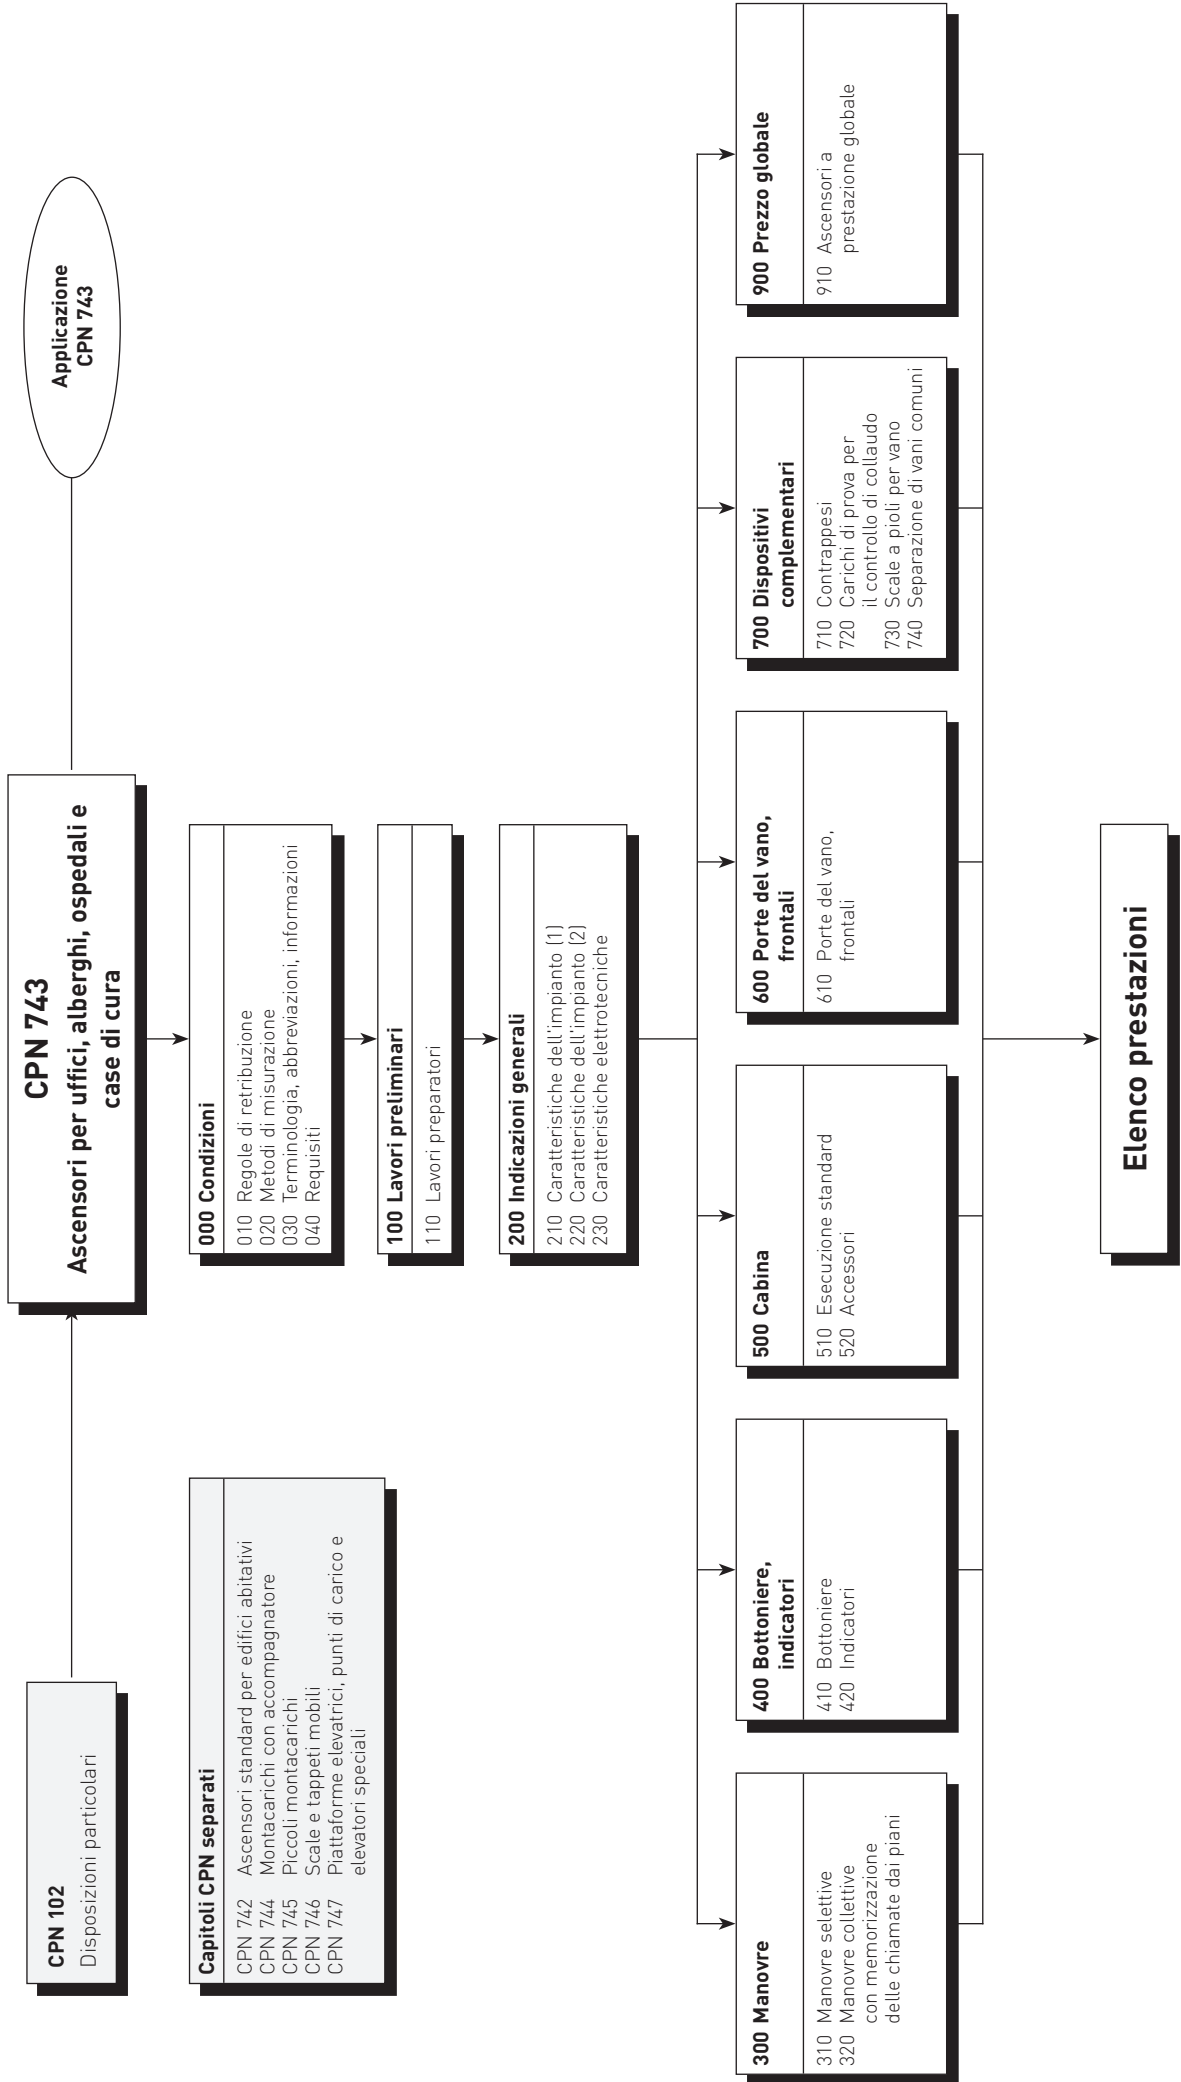 CPN 102
Disposizioni particolari
CPN 743
Ascensori per uffici, alberghi, ospedali e
case di cura
Applicazione
CPN 743
Capitoli CPN separati
CPN 742 Ascensori standard per edifici abitativi
CPN 744 Montacarichi con accompagnatore
CPN 745 Piccoli montacarichi
CPN 746 Scale e tappeti mobili
CPN 747 Piattaforme elevatrici, punti di carico e
elevatori speciali
000 Condizioni
010 Regole di retribuzione
020 Metodi di misurazione
030 Terminologia, abbreviazioni, informazioni
040 Requisiti
100 Lavori preliminari
110 Lavori preparatori
200 Indicazioni generali
210 Caratteristiche dell'impianto (1)
220 Caratteristiche dell'impianto (2)
230 Caratteristiche elettrotecniche
300 Manovre
310 Manovre selettive
320 Manovre collettive
con memorizzazione
delle chiamate dai piani
400 Bottoniere,
indicatori
410 Bottoniere
420 Indicatori
500 Cabina
510 Esecuzione standard
520 Accessori
600 Porte del vano,
frontali
610 Porte del vano,
frontali
700 Dispositivi
complementari
710 Contrappesi
720 Carichi di prova per
il controllo di collaudo
730 Scale a pioli per vano
740 Separazione di vani comuni
900 Prezzo globale
910 Ascensori a
prestazione globale
Elenco prestazioni